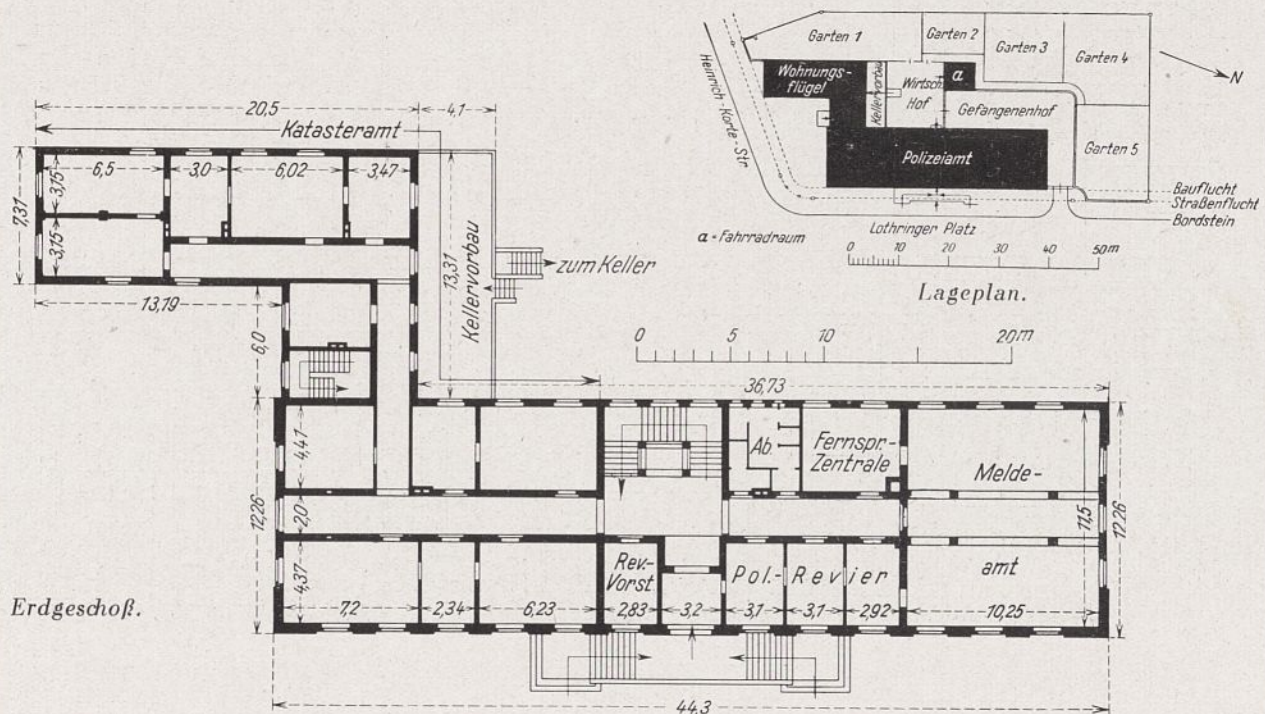 Garten 1
Garten 2
Garten 3
Garten 4
N
Wohnungs-
flügel
Kellervorbau
Wirtsch.
Hof
a
Gefangenenhof
Garten 5
Heinrich-Korte-Str.
Polizeiamt
Bauflucht
Straßenflucht
Bordstein
Lothringer Platz
a = Fahrradraum
0 10 20 30 40 50m
Lageplan.
20,5
4,1
Katasteramt
6,5
3,0
6,02
3,47
3,15
7,31
3,15
13,31
Kellervorbau
zum Keller
13,19
6,0
0 5 10 20m
36,73
4,41
Ab.
Fernspr.-
Zentrale
Melde-
12,26
2,0
11,5
12,26
4,37
Rev.-
Vorst
Pol.- Revier
amt
Erdgeschoß.
7,2
2,34
6,23
2,83
3,2
3,1
3,1
2,92
10,25
44,3